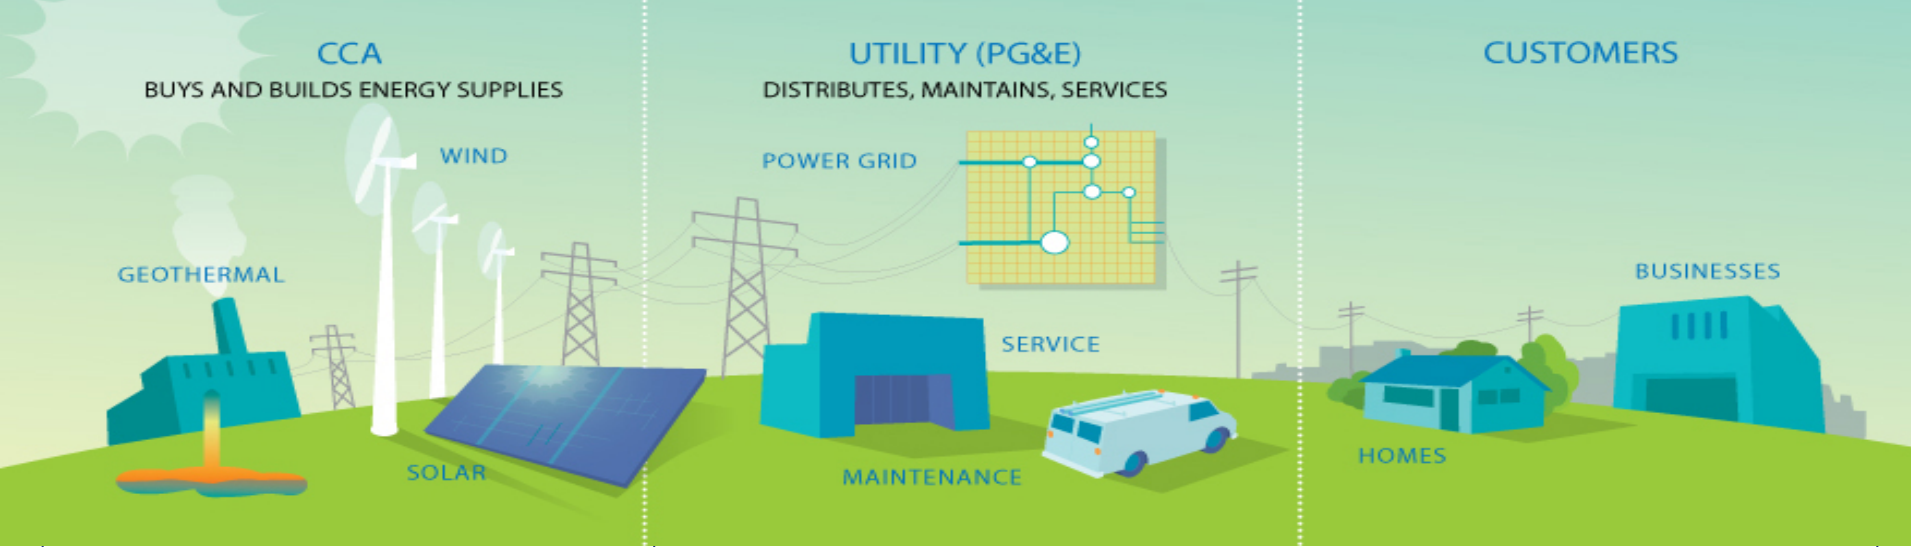 CCA
BUYS AND BUILDS ENERGY SUPPLIES
WIND
GEOTHERMAL
SOLAR
UTILITY (PG&E)
DISTRIBUTES, MAINTAINS, SERVICES
POWER GRID
SERVICE
MAINTENANCE
CUSTOMERS
BUSINESSES
HOMES